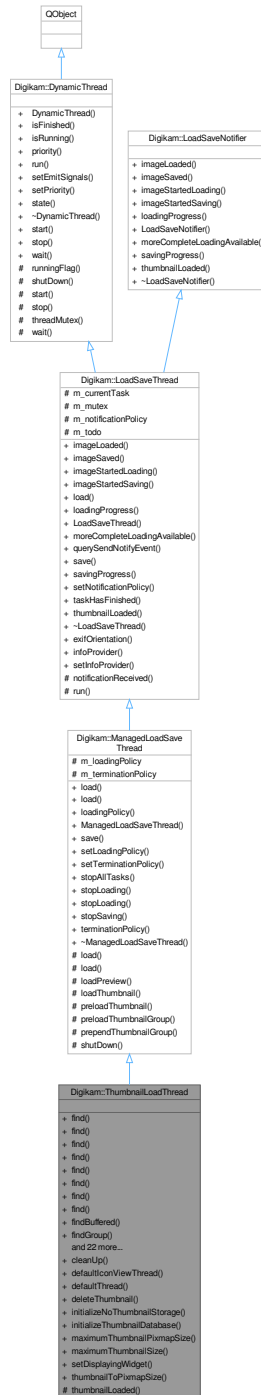 QObject
Digikam::DynamicThread
+ DynamicThread()
+ isFinished()
+ isRunning()
+ priority()
+ run()
+ setEmitSignals()
+ setPriority()
+ state()
+ ~DynamicThread()
+ start()
+ stop()
+ wait()
# runningFlag()
# shutDown()
# start()
# stop()
# threadMutex()
# wait()
Digikam::LoadSaveNotifier
+ imageLoaded()
+ imageSaved()
+ imageStartedLoading()
+ imageStartedSaving()
+ loadingProgress()
+ LoadSaveNotifier()
+ moreCompleteLoadingAvailable()
+ savingProgress()
+ thumbnailLoaded()
+ ~LoadSaveNotifier()
Digikam::LoadSaveThread
# m_currentTask
# m_mutex
# m_notificationPolicy
# m_todo
+ imageLoaded()
+ imageSaved()
+ imageStartedLoading()
+ imageStartedSaving()
+ load()
+ loadingProgress()
+ LoadSaveThread()
+ moreCompleteLoadingAvailable()
+ querySendNotifyEvent()
+ save()
+ savingProgress()
+ setNotificationPolicy()
+ taskHasFinished()
+ thumbnailLoaded()
+ ~LoadSaveThread()
+ exifOrientation()
+ infoProvider()
+ setInfoProvider()
# notificationReceived()
# run()
Digikam::ManagedLoadSave
Thread
# m_loadingPolicy
# m_terminationPolicy
+ load()
+ load()
+ loadingPolicy()
+ ManagedLoadSaveThread()
+ save()
+ setLoadingPolicy()
+ setTerminationPolicy()
+ stopAllTasks()
+ stopLoading()
+ stopLoading()
+ stopSaving()
+ terminationPolicy()
+ ~ManagedLoadSaveThread()
# load()
# load()
# loadPreview()
# loadThumbnail()
# preloadThumbnail()
# preloadThumbnailGroup()
# prependThumbnailGroup()
# shutDown()
Digikam::ThumbnailLoadThread
+ find()
+ find()
+ find()
+ find()
+ find()
+ find()
+ find()
+ find()
+ findBuffered()
+ findGroup()
and 22 more...
+ cleanUp()
+ defaultIconViewThread()
+ defaultThread()
+ deleteThumbnail()
+ initializeNoThumbnailStorage()
+ initializeThumbnailDatabase()
+ maximumThumbnailPixmapSize()
+ maximumThumbnailSize()
+ setDisplayingWidget()
+ thumbnailToPixmapSize()
# thumbnailLoaded()